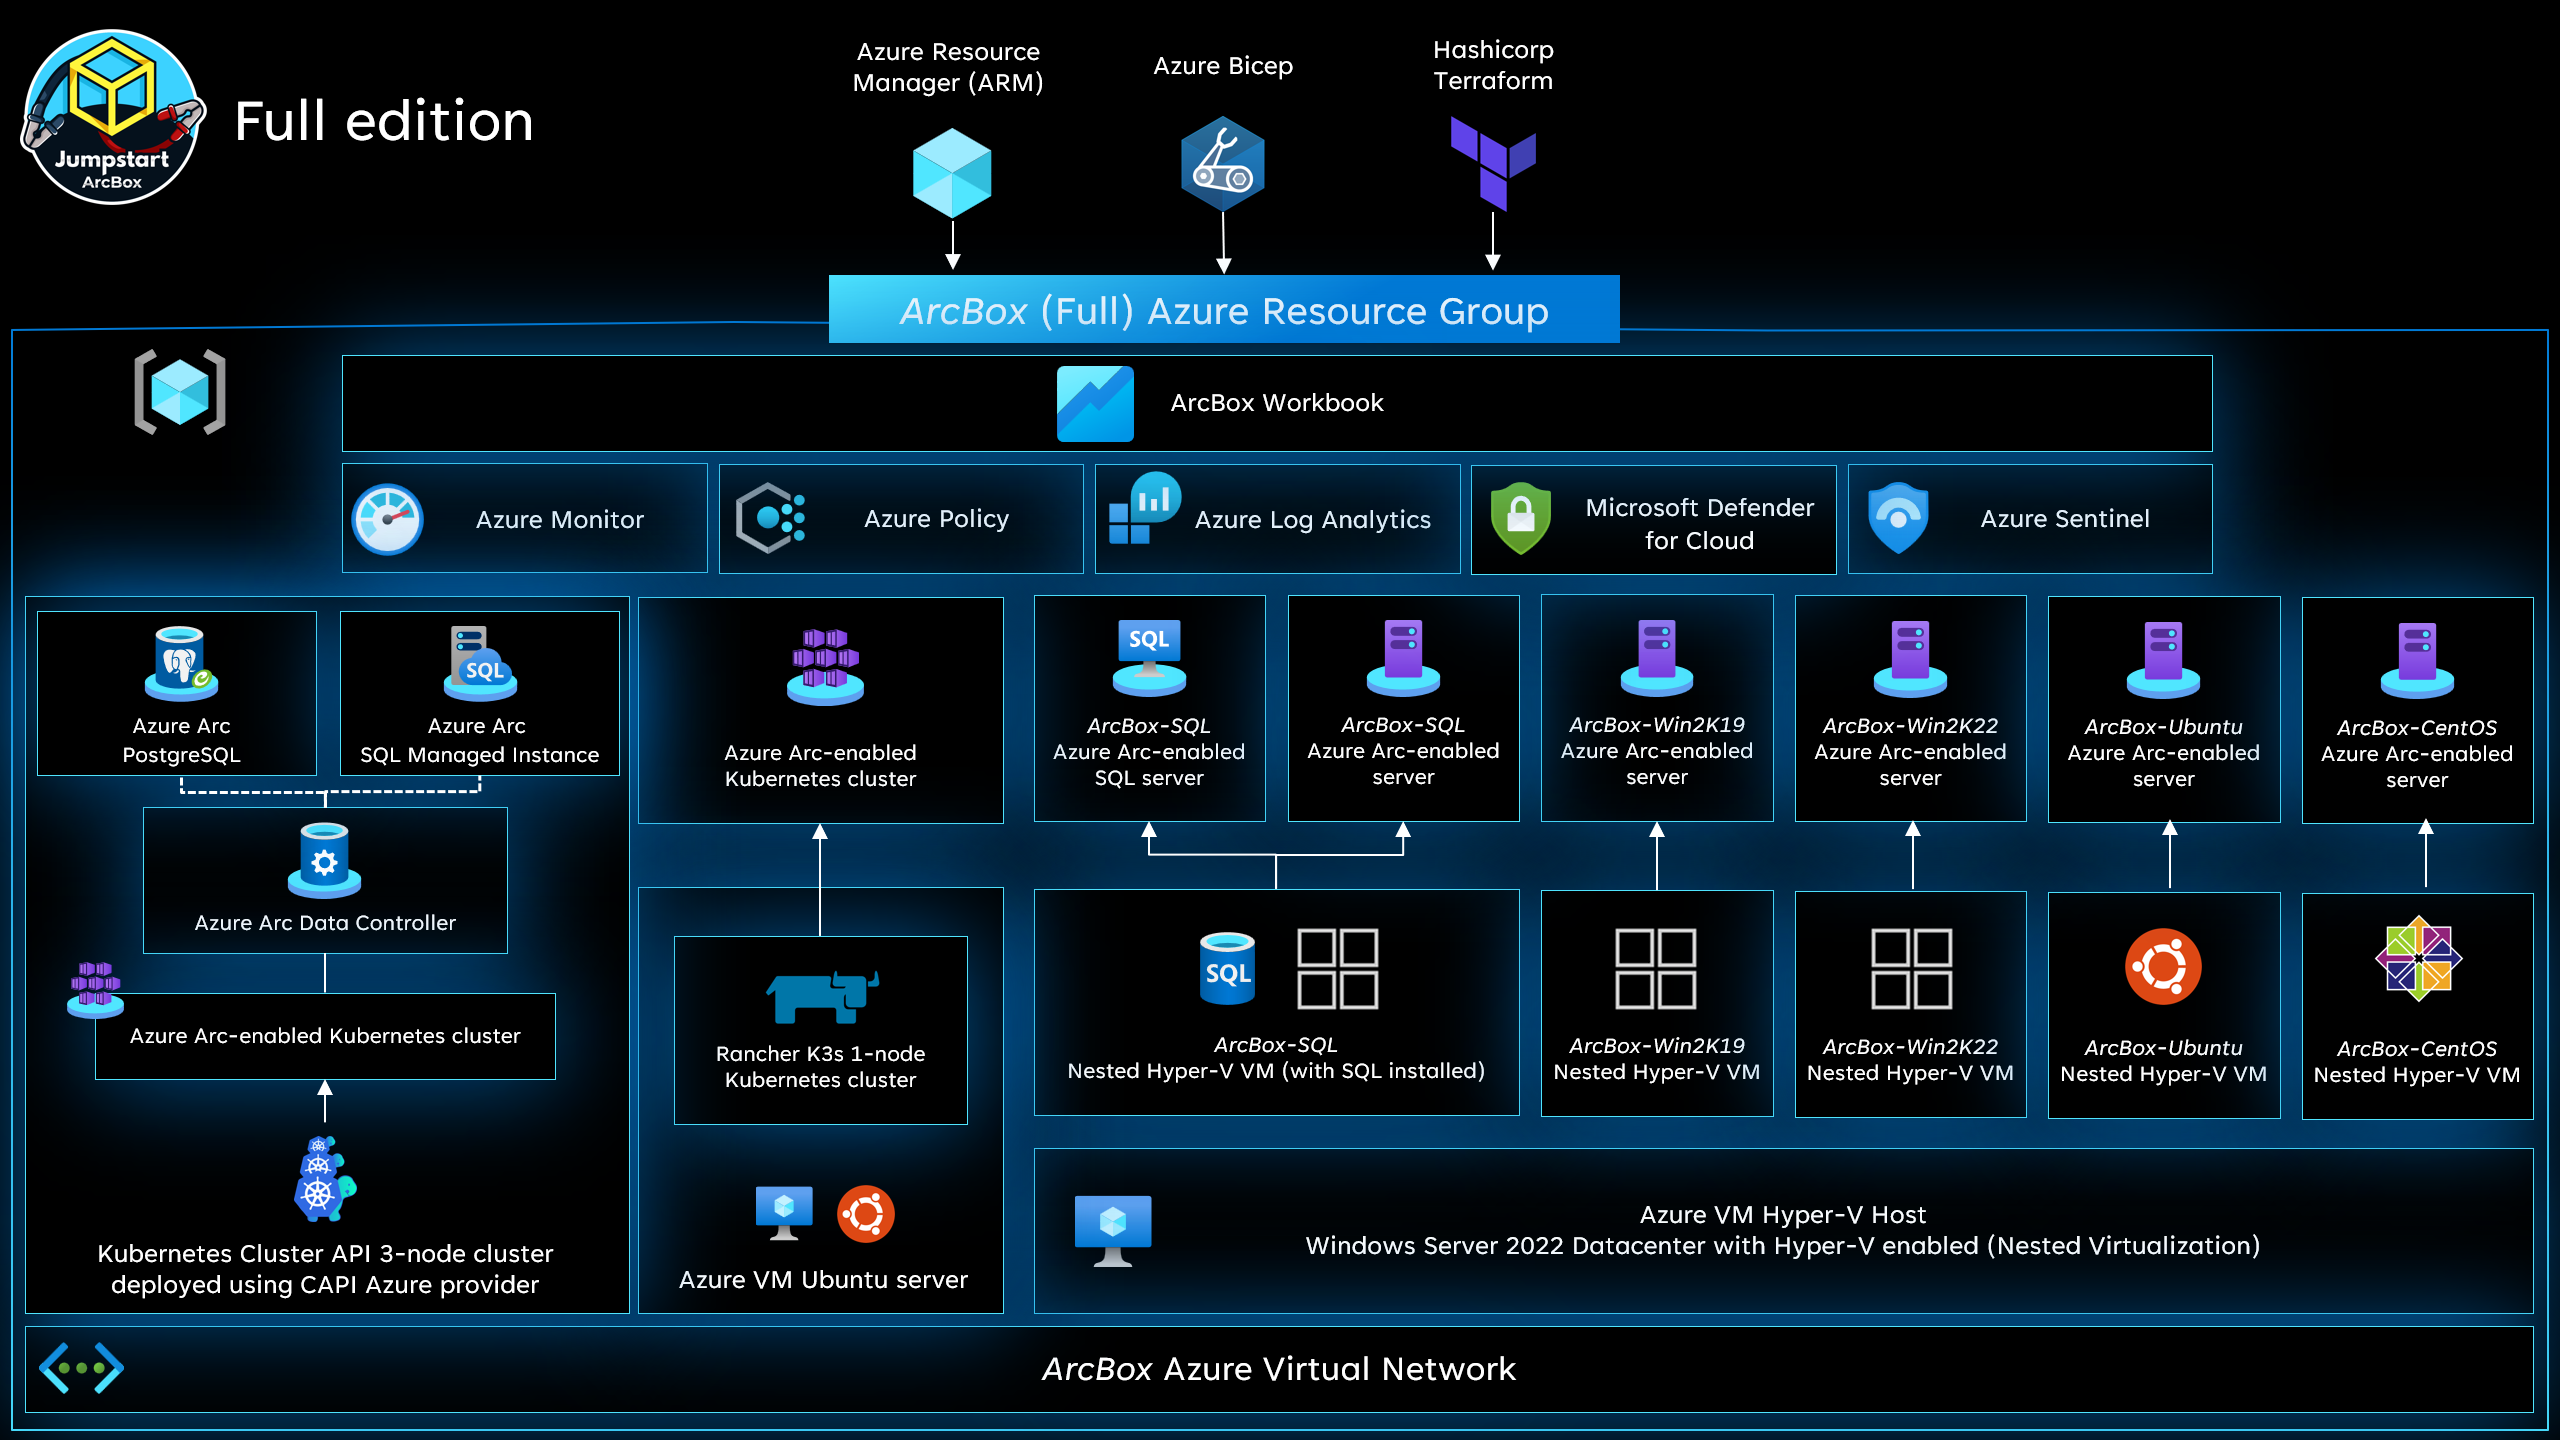 Jumpstart
ArcBox
Full edition
Azure Resource
Manager (ARM)
Azure Bicep
Hashicorp
Terraform
ArcBox (Full) Azure Resource Group
ArcBox Workbook
Azure Monitor
Azure Policy
Azure Log Analytics
Microsoft Defender
for Cloud
Azure Sentinel
Azure Arc
PostgreSQL
SQL
Azure Arc
SQL Managed Instance
Azure Arc Data Controller
Azure Arc-enabled Kubernetes cluster
Kubernetes Cluster API 3-node cluster
deployed using CAPI Azure provider
Azure Arc-enabled
Kubernetes cluster
Rancher K3s 1-node
Kubernetes cluster
Azure VM Ubuntu server
SQL
ArcBox-SQL
Azure Arc-enabled
SQL server
ArcBox-SQL
Azure Arc-enabled
server
ArcBox-Win2K19
Azure Arc-enabled
server
ArcBox-Win2K22
Azure Arc-enabled
server
ArcBox-Ubuntu
Azure Arc-enabled
server
ArcBox-CentOS
Azure Arc-enabled
server
SQL
ArcBox-SQL
Nested Hyper-V VM (with SQL installed)
ArcBox-Win2K19
Nested Hyper-V VM
ArcBox-Win2K22
Nested Hyper-V VM
ArcBox-Ubuntu
Nested Hyper-V VM
ArcBox-CentOS
Nested Hyper-V VM
Azure VM Hyper-V Host
Windows Server 2022 Datacenter with Hyper-V enabled (Nested Virtualization)
ArcBox Azure Virtual Network